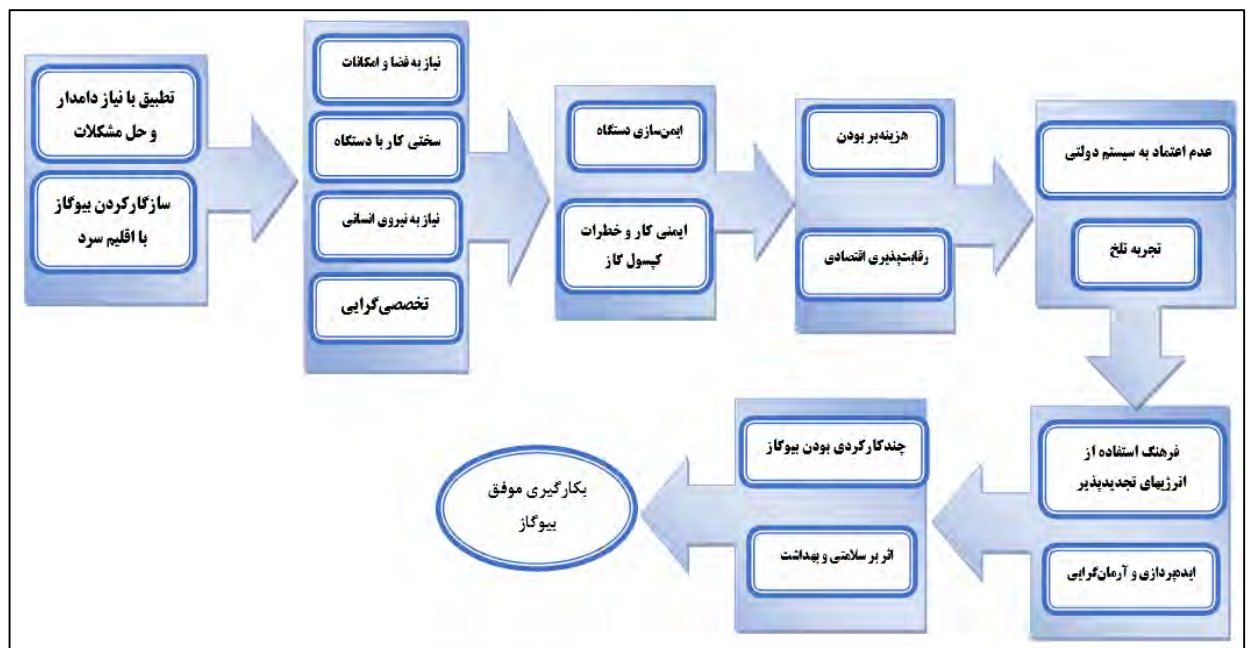 تطبیق با نیاز دامدار
و حل مشکلات
سازگارکردن بیوگاز
با اقلیم سرد
نیاز به فضا و امکانات
سختی کار با دستگاه
نیاز به نیروی انسانی
تخصصی‌گرایی
ایمن‌سازی دستگاه
ایمنی کار و خطرات
کپسول گاز
هزینه‌بر بودن
رقابت‌پذیری اقتصادی
عدم اعتماد به سیستم دولتی
تجربه تلخ
فرهنگ استفاده از
انرژیهای تجدیدپذیر
ایده‌پردازی و آرمان‌گرایی
چندکارکردی بودن بیوگاز
اثر بر سلامتی و بهداشت
بکارگیری موفق
بیوگاز